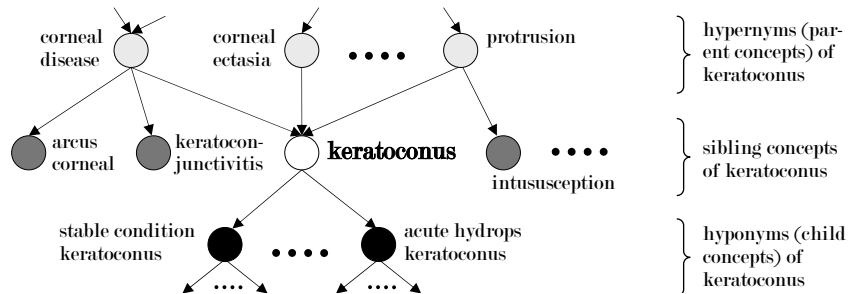 corneal
disease
corneal
ectasia
protrusion
hypernyms (par-
ent concepts) of
keratoconus
arcus
corneal
keratocon-
junctivitis
keratoconus
intususception
sibling concepts
of keratoconus
stable condition
keratoconus
acute hydrops
keratoconus
hyponyms (child
concepts) of
keratoconus